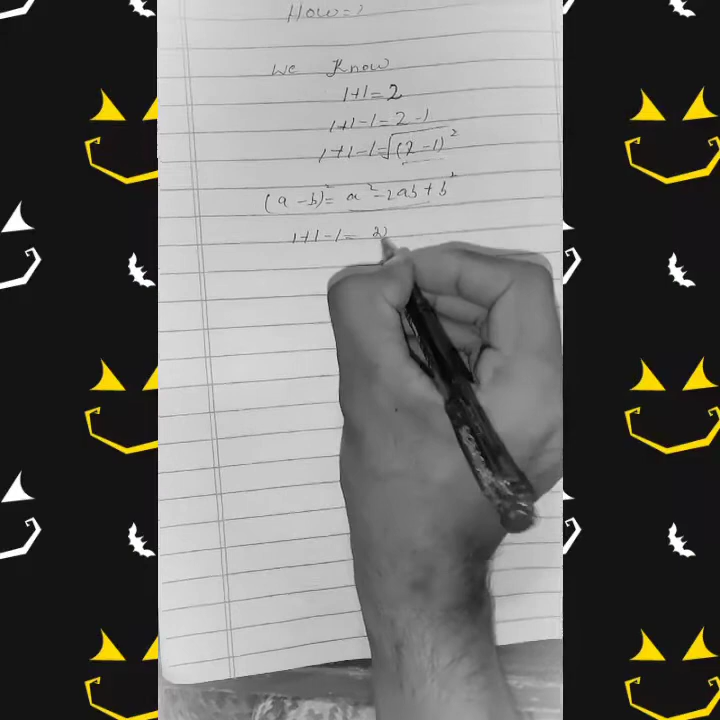 How=?
We Know
1+1=2
1+1-1=2-1
1+1-1=√(2-1)²
(a-b)²= a²-2ab+b²
1+1-1= 2